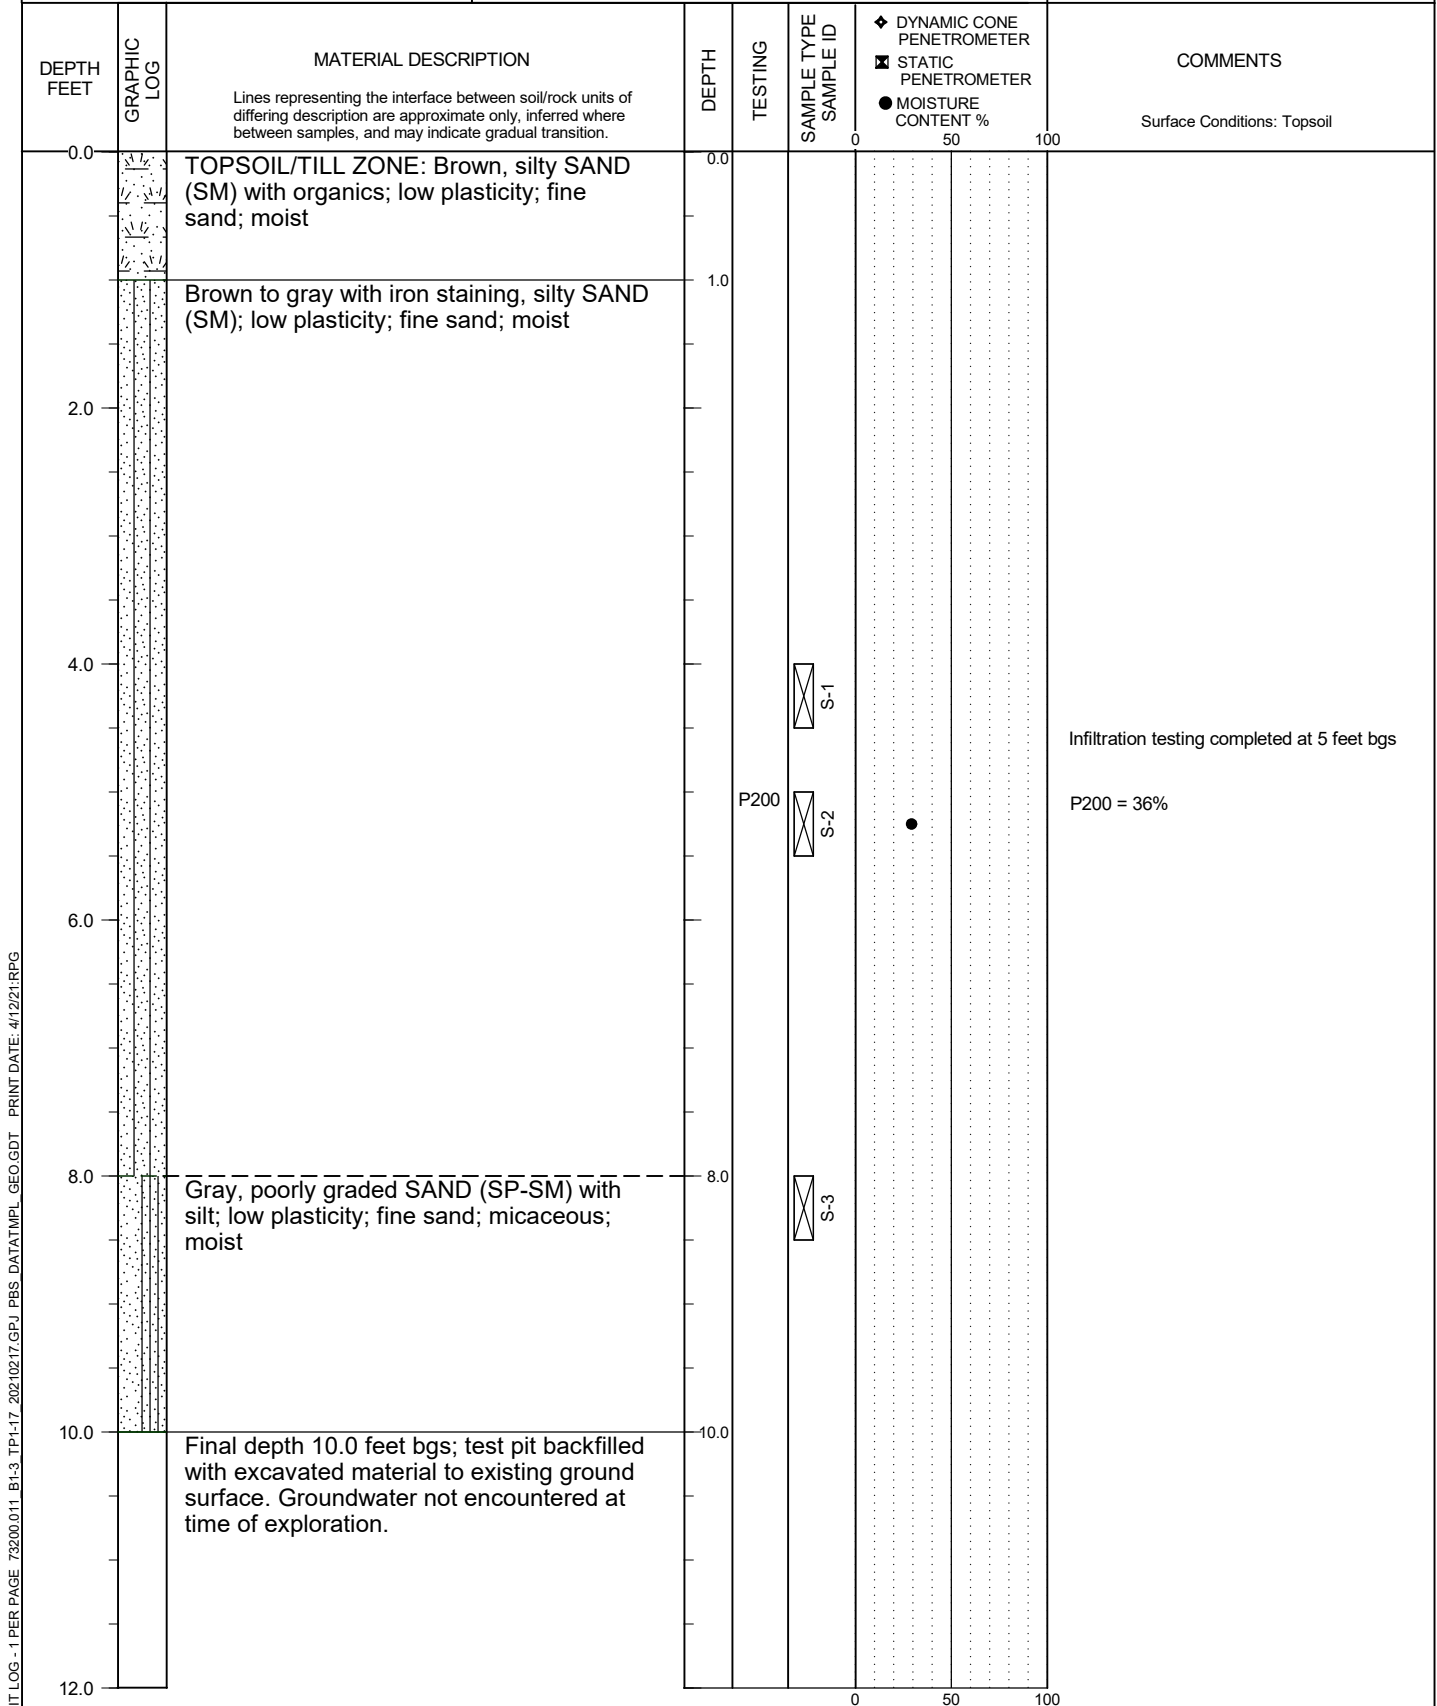 DEPTH
FEET
GRAPHIC
LOG
MATERIAL DESCRIPTION
Lines representing the interface between soil/rock units of
differing description are approximate only, inferred where
between samples, and may indicate gradual transition.
DEPTH
TESTING
SAMPLE TYPE
SAMPLE ID
DYNAMIC CONE
PENETROMETER
STATIC
PENETROMETER
MOISTURE
CONTENT %
0 50 100
COMMENTS
Surface Conditions: Topsoil
0.0
TOPSOIL/TILL ZONE: Brown, silty SAND
(SM) with organics; low plasticity; fine
sand; moist
0.0
1.0
Brown to gray with iron staining, silty SAND
(SM); low plasticity; fine sand; moist
2.0
4.0
S-1
Infiltration testing completed at 5 feet bgs
P200
S-2
P200 = 36%
6.0
8.0
8.0
Gray, poorly graded SAND (SP-SM) with
silt; low plasticity; fine sand; micaceous;
moist
S-3
10.0
10.0
Final depth 10.0 feet bgs; test pit backfilled
with excavated material to existing ground
surface. Groundwater not encountered at
time of exploration.
12.0
0 50 100
IT LOG - 1 PER PAGE 73200.011_B1-3_TP1-17_20210217.GPJ PBS_DATATMPL_GEO.GDT PRINT DATE: 4/12/21:RPG